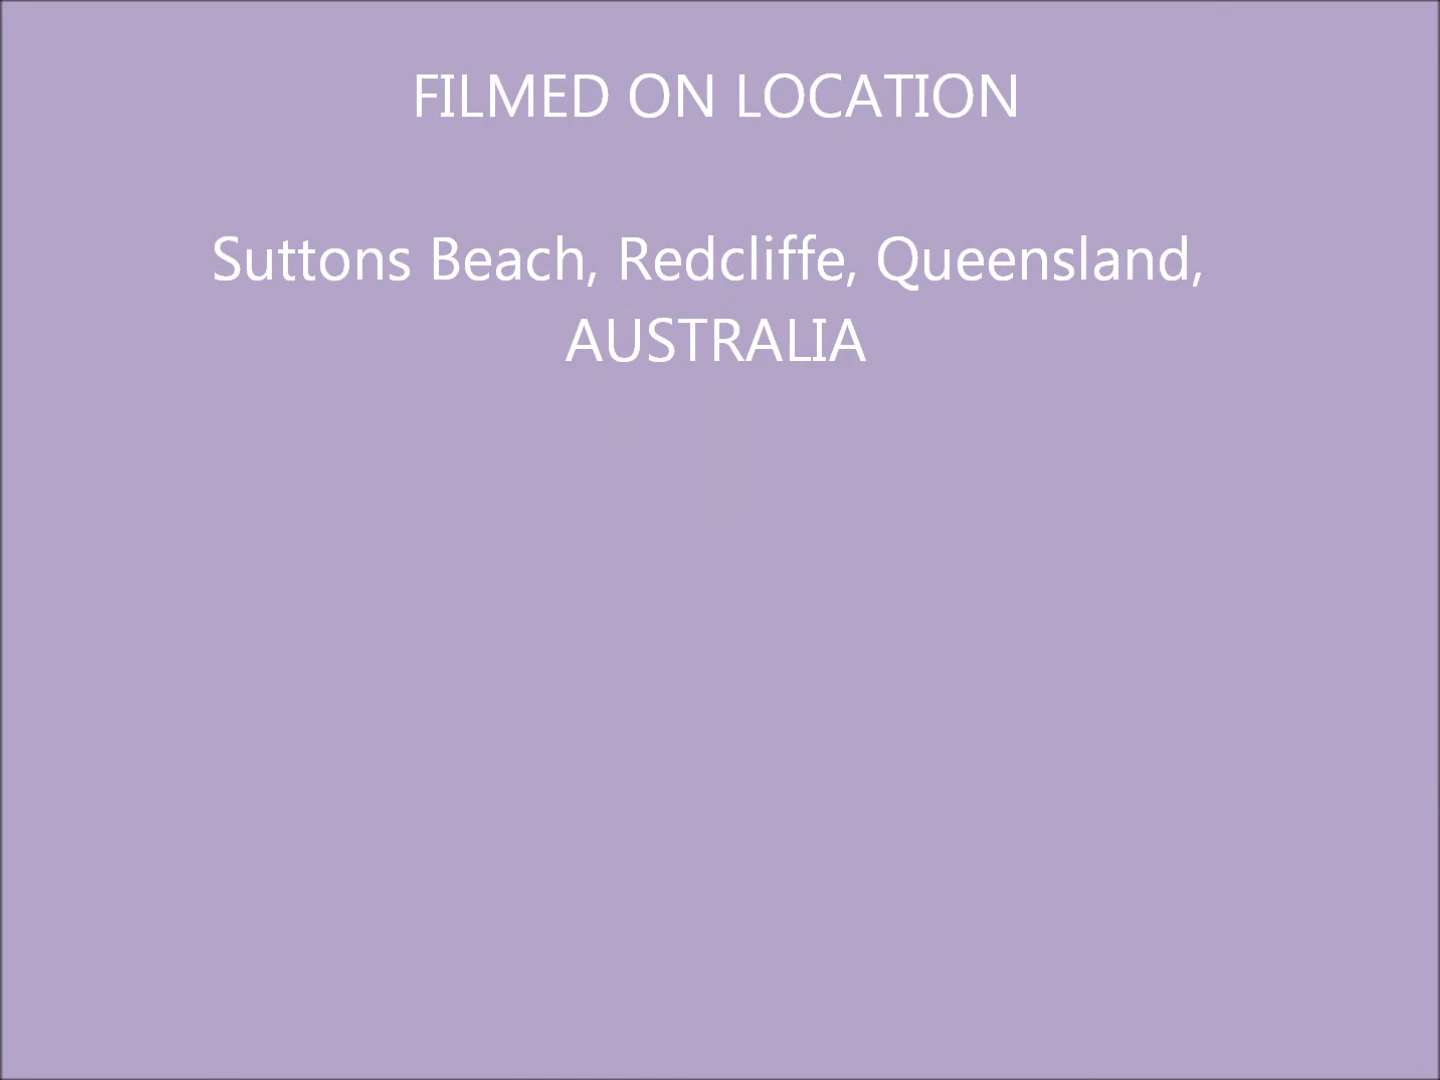 FILMED ON LOCATION
Suttons Beach, Redcliffe, Queensland,
AUSTRALIA